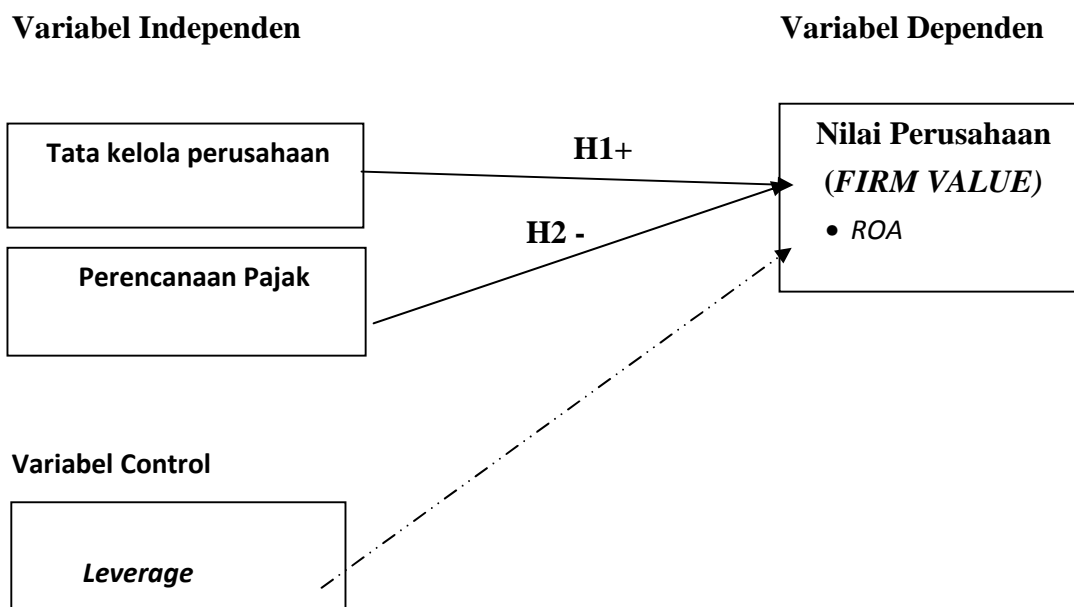 Variabel Independen
Variabel Dependen
Tata kelola perusahaan
H1+
Nilai Perusahaan
(FIRM VALUE)
• ROA
H2 -
Perencanaan Pajak
Variabel Control
Leverage